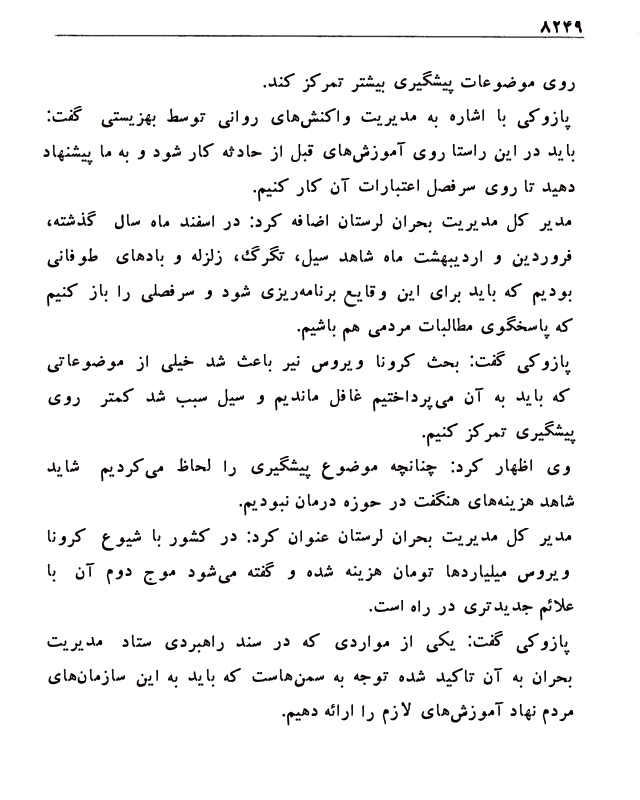 ۸۲۴۹
روی موضوعات پیشگیری بیشتر تمرکز کند.
پازوکی با اشاره به مدیریت واکنش‌های روانی توسط بهزیستی گفت:
باید در این راستا روی آموزش‌های قبل از حادثه کار شود و به ما پیشنهاد
دهید تا روی سرفصل اعتبارات آن کار کنیم.
مدیر کل مدیریت بحران لرستان اضافه کرد: در اسفند ماه سال گذشته،
فروردین و اردیبهشت ماه شاهد سیل، تگرگ، زلزله و بادهای طوفانی
بودیم که باید برای این وقایع برنامه‌ریزی شود و سرفصلی را باز کنیم
که پاسخگوی مطالبات مردمی هم باشیم.
پازوکی گفت: بحث کرونا ویروس نیر باعث شد خیلی از موضوعاتی
که باید به آن می‌پرداختیم غافل ماندیم و سیل سبب شد کمتر روی
پیشگیری تمرکز کنیم.
وی اظهار کرد: چنانچه موضوع پیشگیری را لحاظ می‌کردیم شاید
شاهد هزینه‌های هنگفت در حوزه درمان نبودیم.
مدیر کل مدیریت بحران لرستان عنوان کرد: در کشور با شیوع کرونا
ویروس میلیاردها تومان هزینه شده و گفته می‌شود موج دوم آن با
علائم جدیدتری در راه است.
پازوکی گفت: یکی از مواردی که در سند راهبردی ستاد مدیریت
بحران به آن تاکید شده توجه به سمن‌هاست که باید به این سازمان‌های
مردم نهاد آموزش‌های لازم را ارائه دهیم.